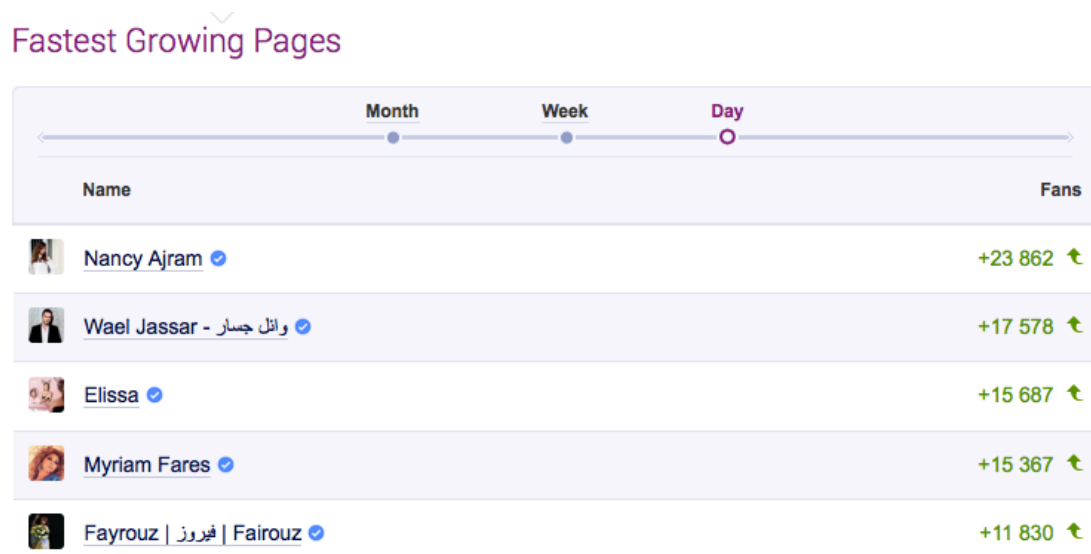 Fastest Growing Pages
Month Week Day
Name Fans
Nancy Ajram +23 862
Wael Jassar - وائل جسار +17 578
Elissa +15 687
Myriam Fares +15 367
Fayrouz | فيروز | Fairouz +11 830